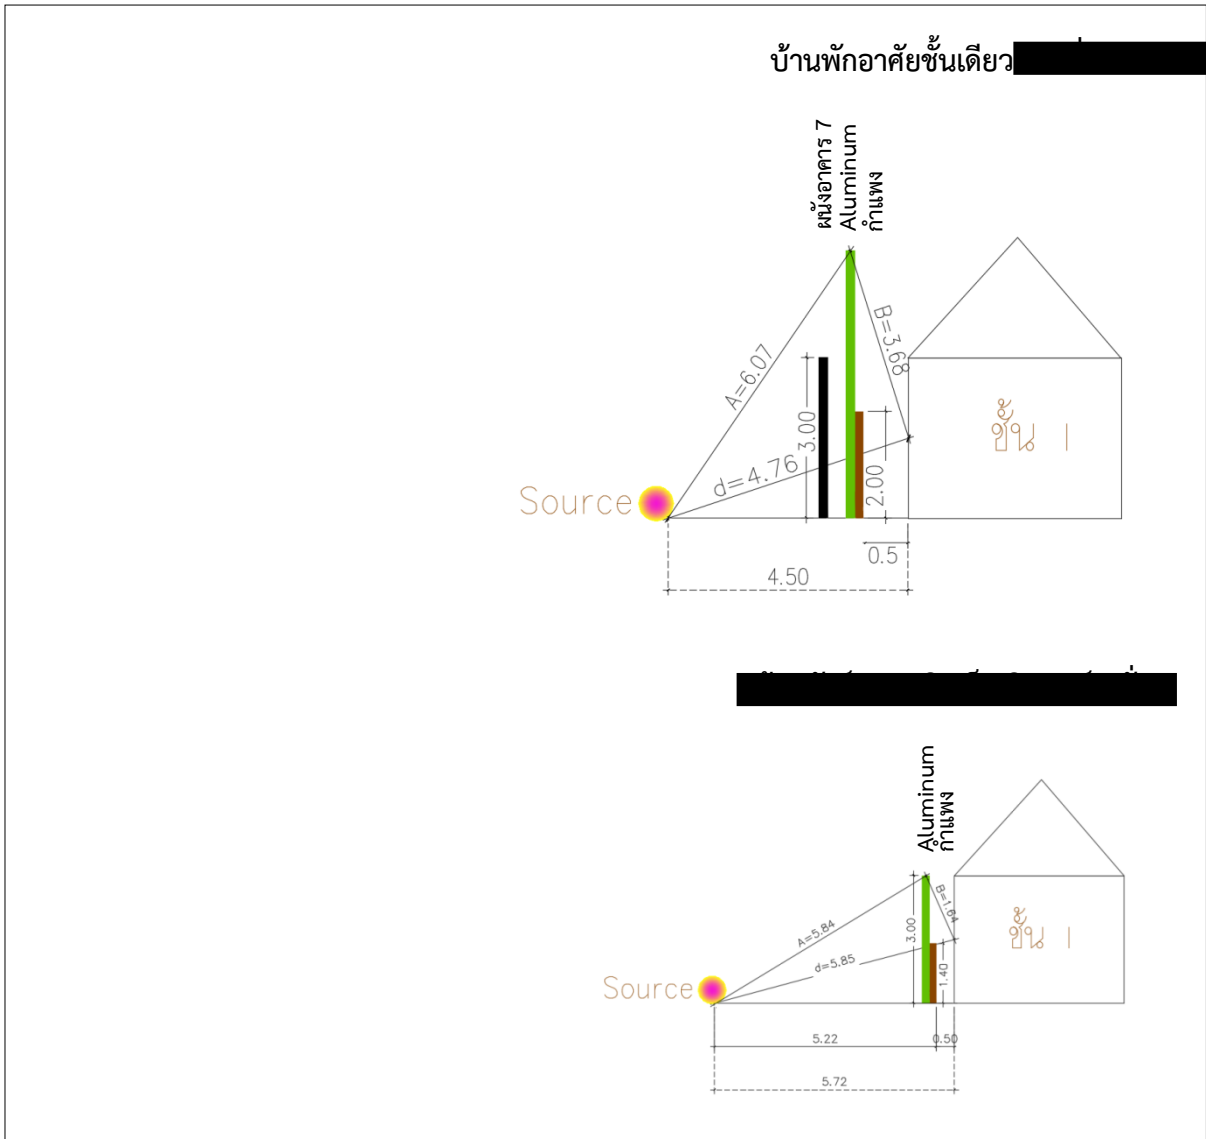 บ้านพักอาศัยชั้นเดียว
ผนังอาคาร 7
Aluminum
กำแพง
A=6.07
B=3.68
3.00
d=4.76
2.00
ชั้น 1
Source
0.5
4.50
Aluminum
กำแพง
A=5.84
B=1.64
3.00
d=5.85
1.40
ชั้น 1
Source
5.22
0.50
5.72